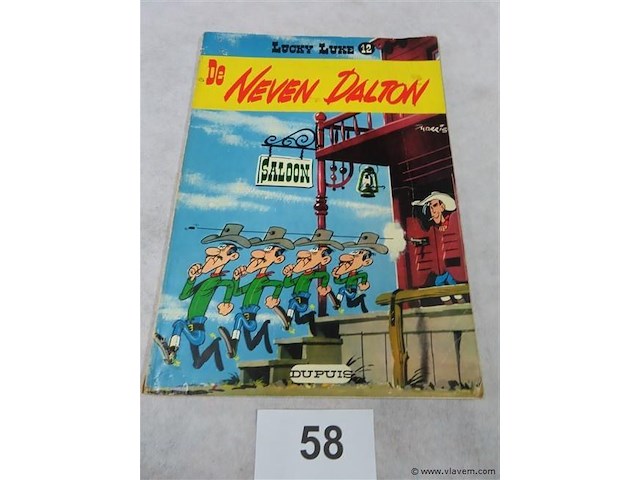 LUCKY LUKE 12
De NEVEN DALTON
morris
SALOON
DUPUIS
58
© www.vlavem.com